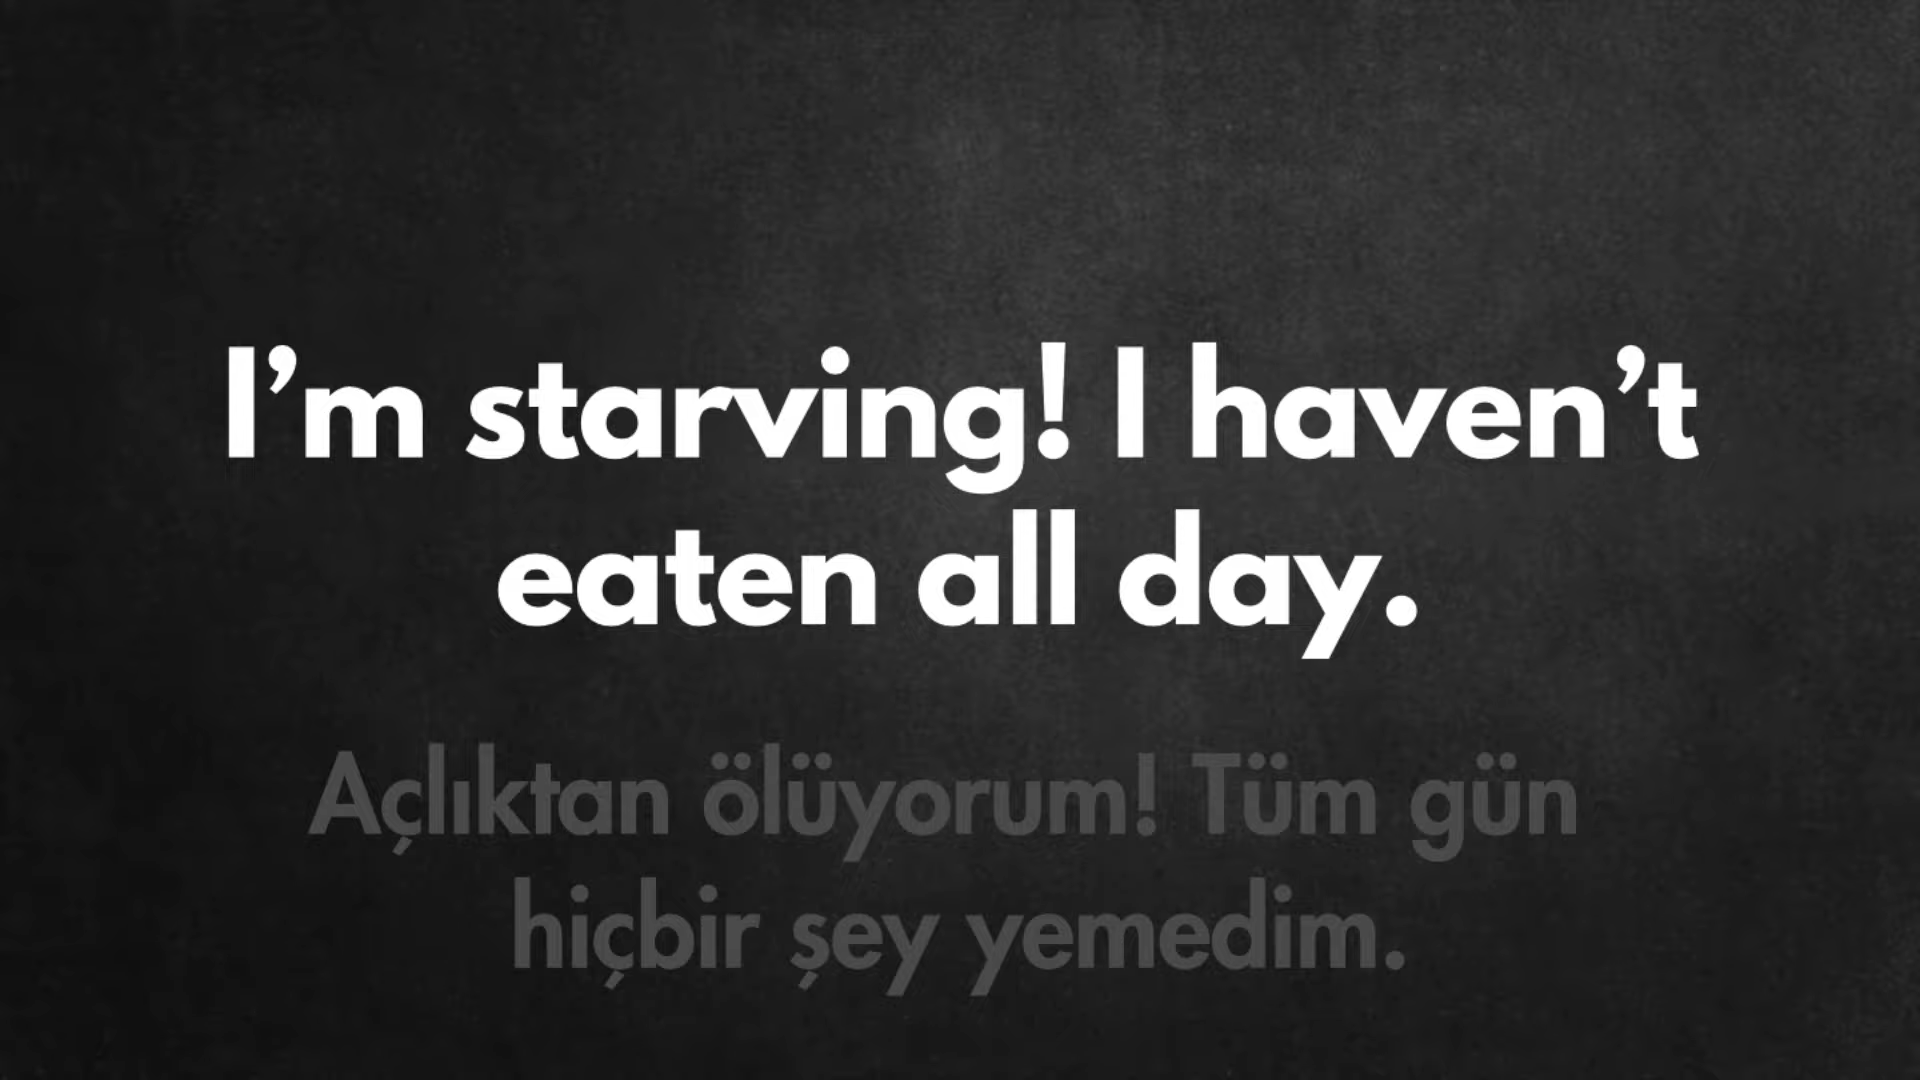 I’m starving! I haven’t
eaten all day.
Açlıktan ölüyorum! Tüm gün
hiçbir şey yemedim.